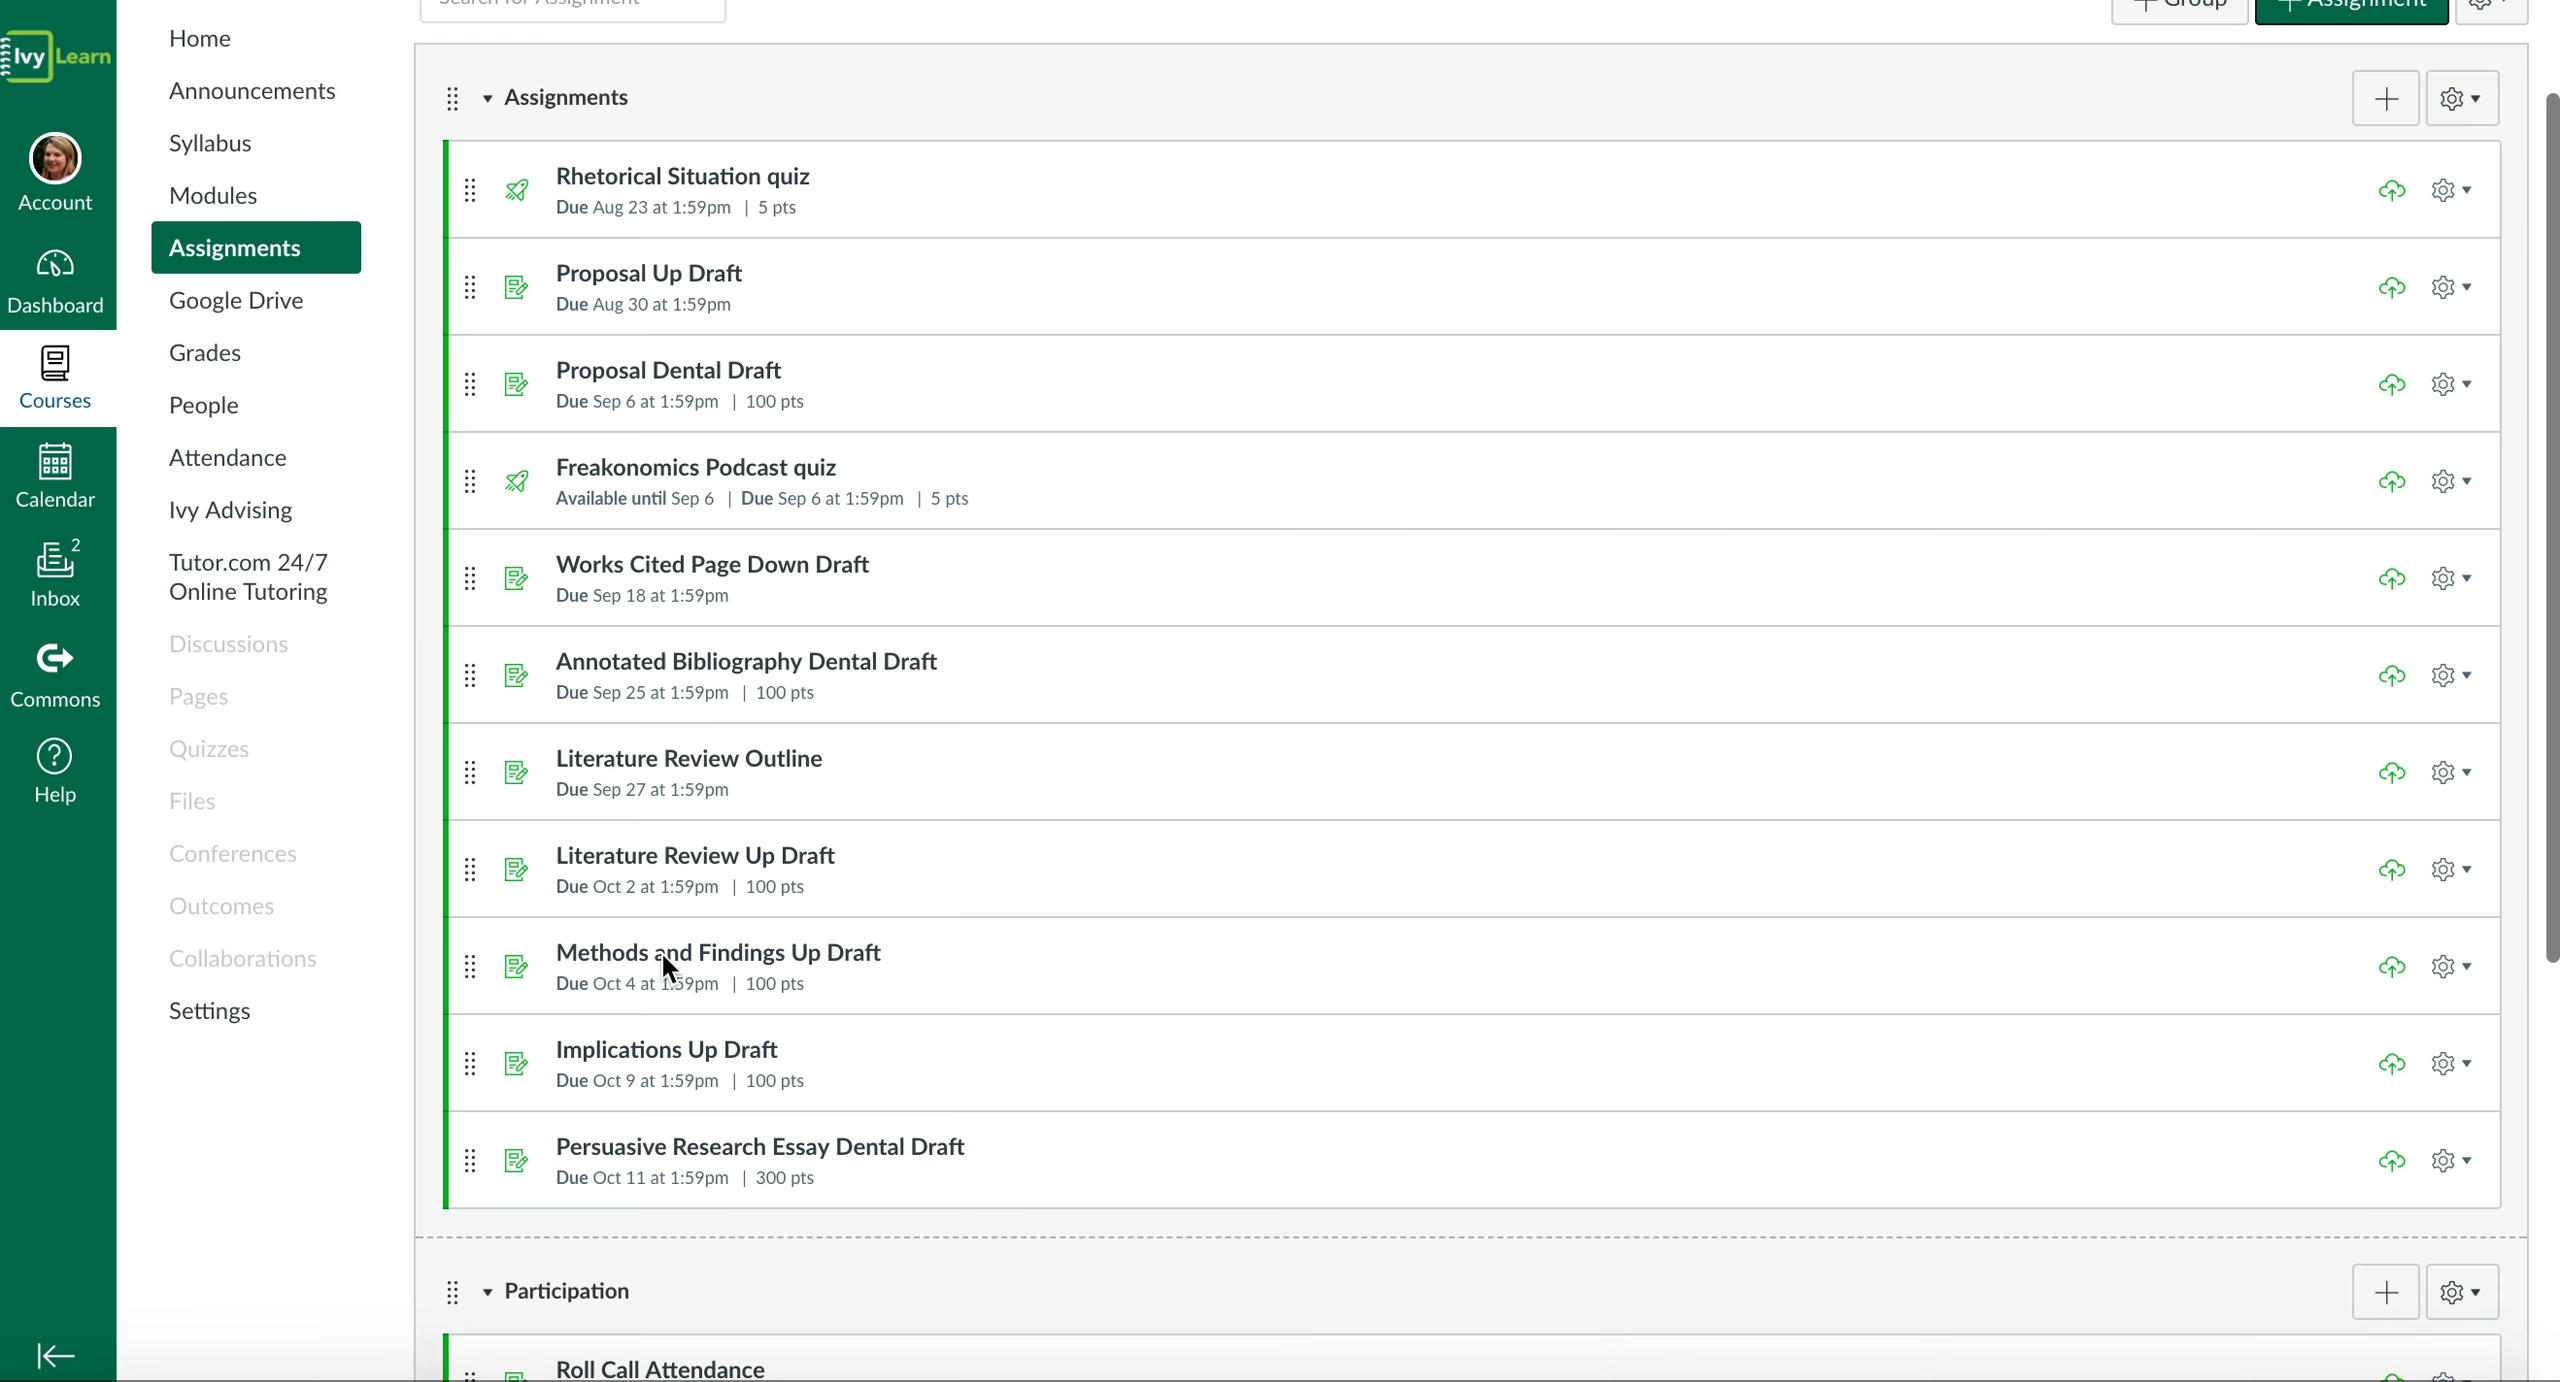 Search for Assignment
Group
Assignment
Ivy Learn
Account
Dashboard
Courses
Calendar
2
Inbox
Commons
Help
Home
Announcements
Syllabus
Modules
Assignments
Google Drive
Grades
People
Attendance
Ivy Advising
Tutor.com 24/7
Online Tutoring
Discussions
Pages
Quizzes
Files
Conferences
Outcomes
Collaborations
Settings
Assignments
Rhetorical Situation quiz
Due Aug 23 at 1:59pm | 5 pts
Proposal Up Draft
Due Aug 30 at 1:59pm
Proposal Dental Draft
Due Sep 6 at 1:59pm | 100 pts
Freakonomics Podcast quiz
Available until Sep 6 | Due Sep 6 at 1:59pm | 5 pts
Works Cited Page Down Draft
Due Sep 18 at 1:59pm
Annotated Bibliography Dental Draft
Due Sep 25 at 1:59pm | 100 pts
Literature Review Outline
Due Sep 27 at 1:59pm
Literature Review Up Draft
Due Oct 2 at 1:59pm | 100 pts
Methods and Findings Up Draft
Due Oct 4 at 1:59pm | 100 pts
Implications Up Draft
Due Oct 9 at 1:59pm | 100 pts
Persuasive Research Essay Dental Draft
Due Oct 11 at 1:59pm | 300 pts
Participation
Roll Call Attendance